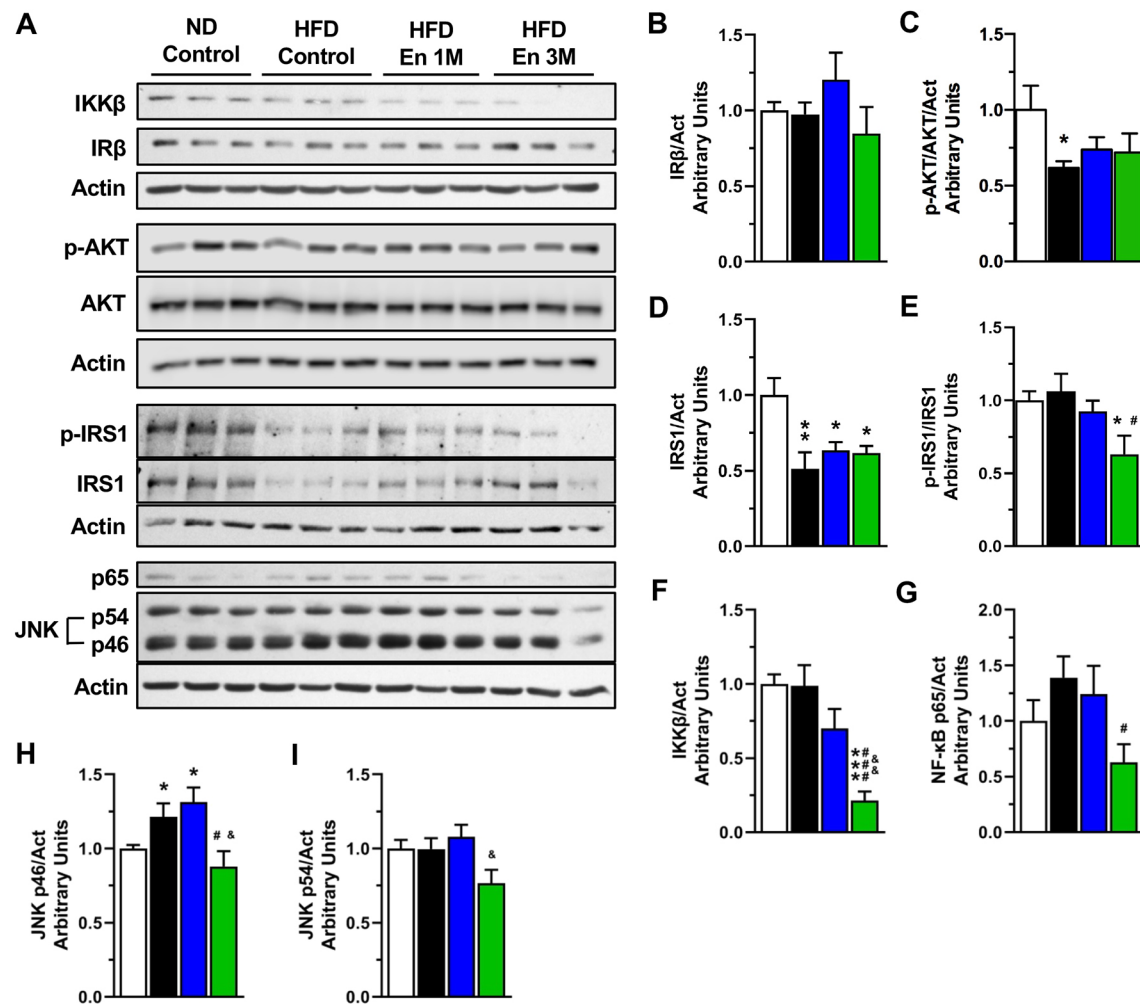 A
ND
Control
HFD
Control
HFD
En 1M
HFD
En 3M
IKKβ
IRβ
Actin
p-AKT
AKT
Actin
p-IRS1
IRS1
Actin
p65
JNK
p54
p46
Actin
B
IRβ/Act
Arbitrary Units
1.5
1.0
0.5
0.0
C
p-AKT/AKT/Act
Arbitrary Units
1.5
1.0
0.5
0.0
*
D
IRS1/Act
Arbitrary Units
1.5
1.0
0.5
0.0
*
*
*
*
E
p-IRS1/IRS1
Arbitrary Units
1.5
1.0
0.5
0.0
* #
F
IKKβ/Act
Arbitrary Units
1.5
1.0
0.5
0.0
*#&
*#&
*#&
G
NF-κB p65/Act
Arbitrary Units
2.0
1.5
1.0
0.5
0.0
#
H
JNK p46/Act
Arbitrary Units
1.5
1.0
0.5
0.0
*
*
# &
I
JNK p54/Act
Arbitrary Units
1.5
1.0
0.5
0.0
&